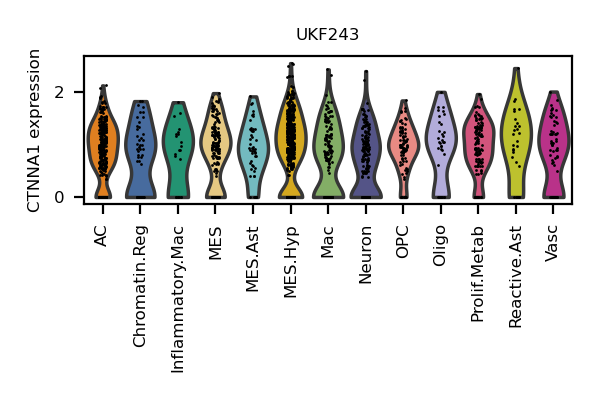 UKF243
CTNNA1 expression
2
0
AC
Chromatin.Reg
Inflammatory.Mac
MES
MES.Ast
MES.Hyp
Mac
Neuron
OPC
Oligo
Prolif.Metab
Reactive.Ast
Vasc